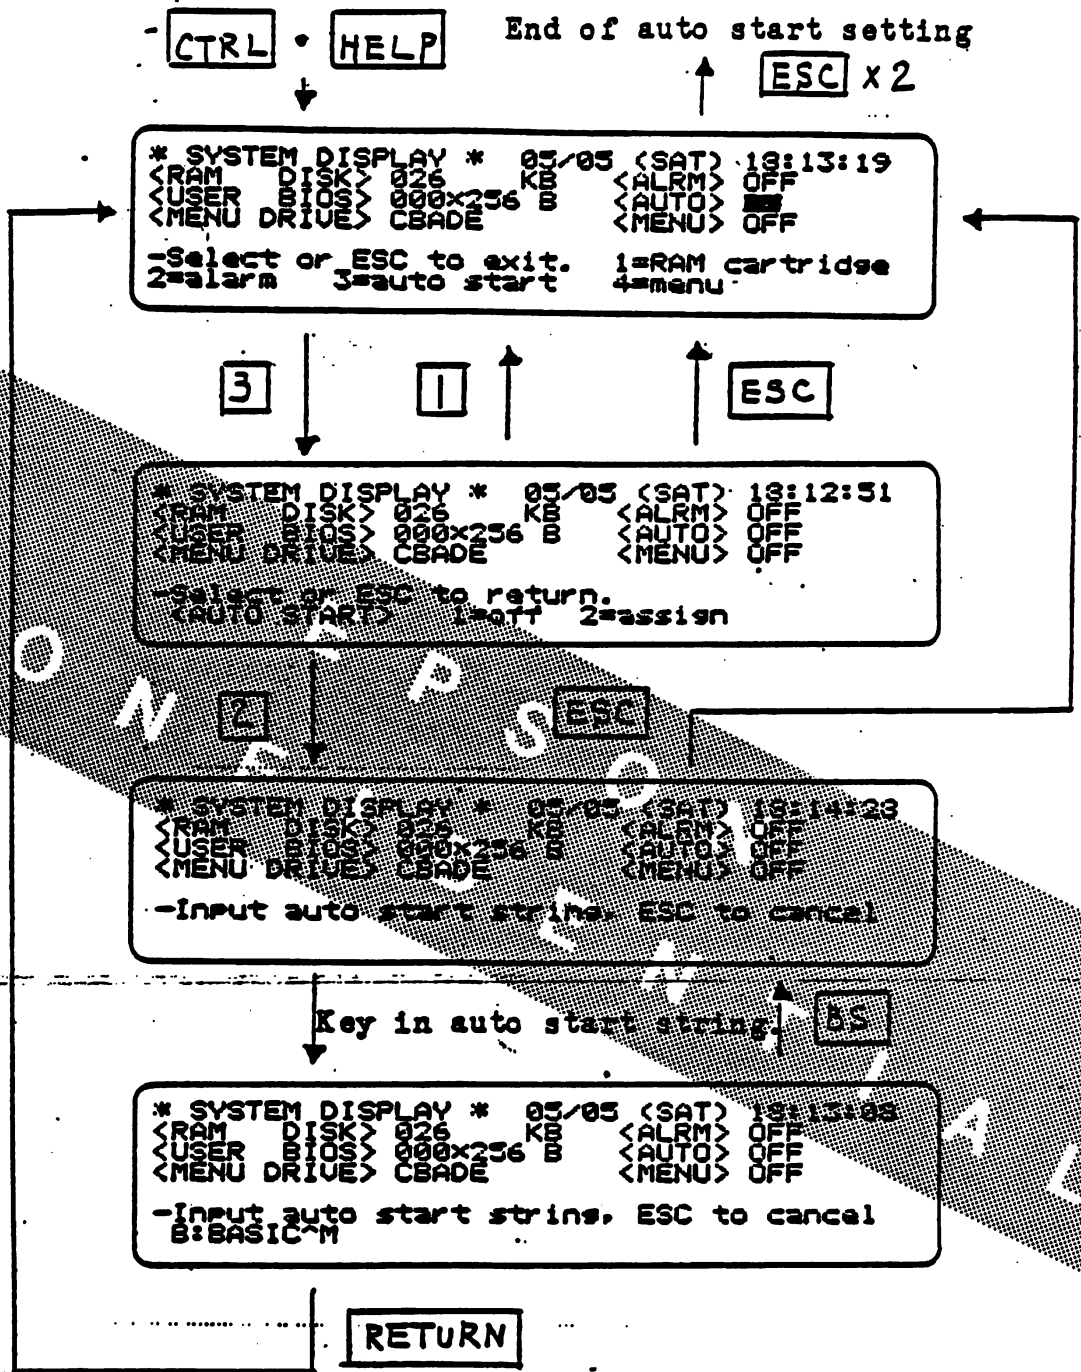 CTRL • HELP
End of auto start setting
ESC x 2
* SYSTEM DISPLAY * 05/05 (SAT) 18:13:19
<RAM DISK> 026 KB <ALRM> OFF
<USER BIOS> 000x256 B <AUTO>
<MENU DRIVE> CBADE <MENU> OFF
-Select or ESC to exit. 1=RAM cartridge
2=alarm 3=auto start 4=menu
3
1
ESC
* SYSTEM DISPLAY * 05/05 (SAT) 18:12:51
<RAM DISK> 026 KB <ALRM> OFF
<USER BIOS> 000x256 B <AUTO> OFF
<MENU DRIVE> CBADE <MENU> OFF
-Select or ESC to return.
<AUTO START> 1=off 2=assign
2
ESC
* SYSTEM DISPLAY * 05/05 (SAT) 18:14:23
<RAM DISK> 026 KB <ALRM> OFF
<USER BIOS> 000x256 B <AUTO> OFF
<MENU DRIVE> CBADE <MENU> OFF
-Input auto start string, ESC to cancel
Key in auto start string.
BS
* SYSTEM DISPLAY * 05/05 (SAT) 18:13:08
<RAM DISK> 026 KB <ALRM> OFF
<USER BIOS> 000x256 B <AUTO> OFF
<MENU DRIVE> CBADE <MENU> OFF
-Input auto start string, ESC to cancel
B:BASIC^M
RETURN
EPSON